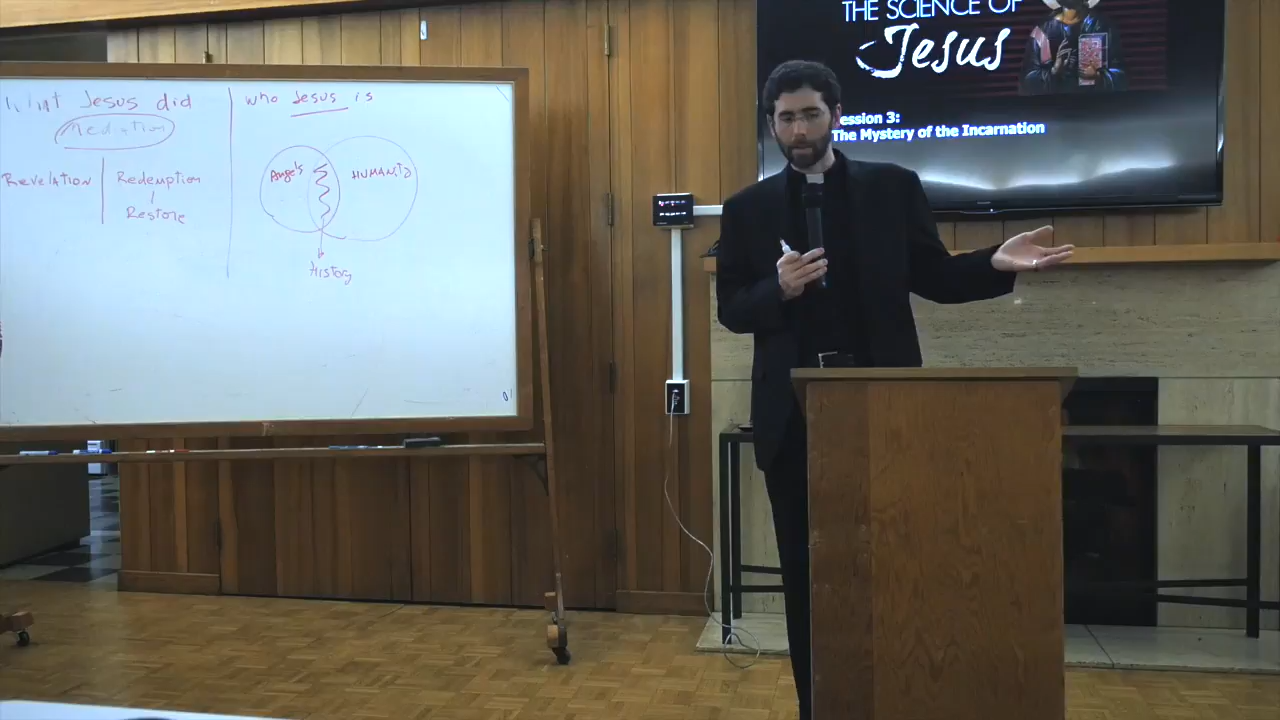 What Jesus did
Mediation
Revelation
Redemption
Restore
who Jesus is
Angels
HUMANITY
History
THE SCIENCE OF
Jesus
ession 3:
The Mystery of the Incarnation